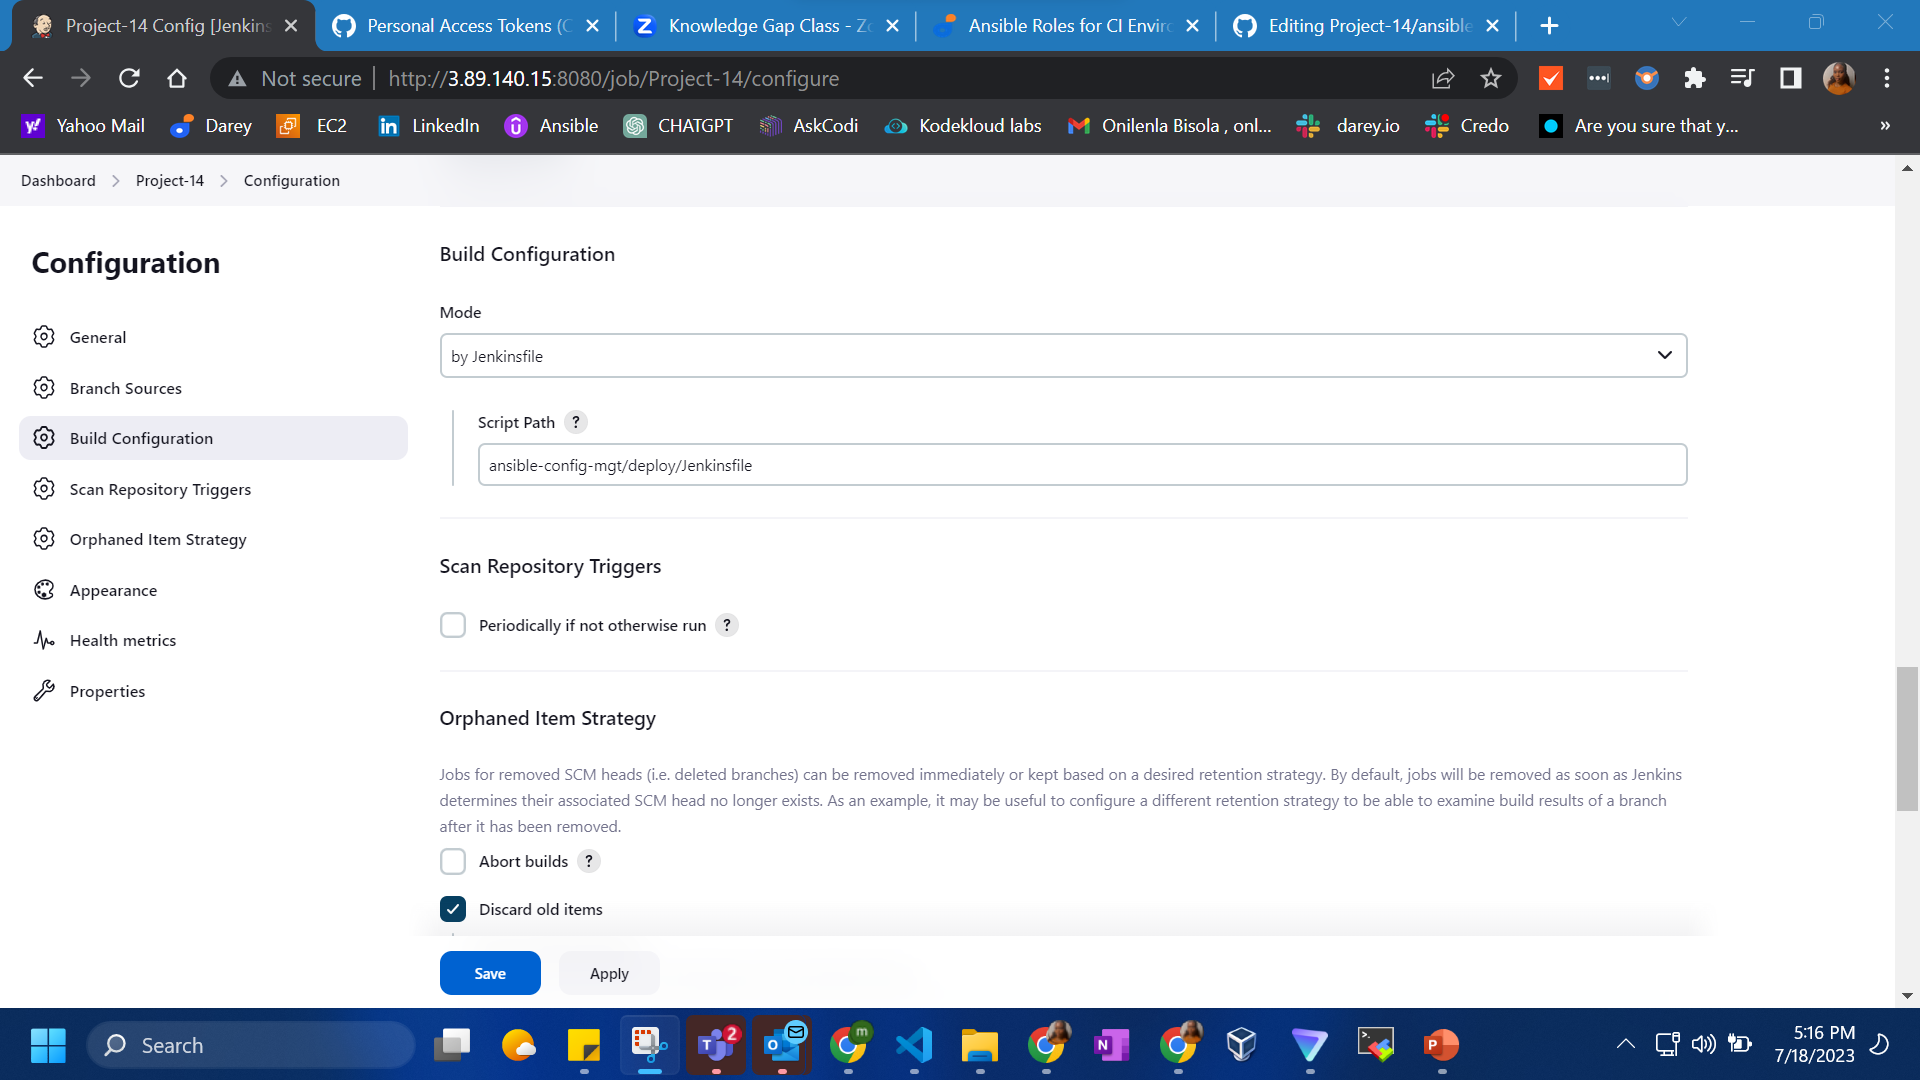 Project-14 Config [Jenkins
Personal Access Tokens (C
Knowledge Gap Class - Zo
Ansible Roles for CI Enviro
Editing Project-14/ansible
Not secure
http://3.89.140.15:8080/job/Project-14/configure
Yahoo Mail
Darey
EC2
LinkedIn
Ansible
CHATGPT
AskCodi
Kodekloud labs
Onilenla Bisola , onl...
darey.io
Credo
Are you sure that y...
»
Dashboard
Project-14
Configuration
Configuration
General
Branch Sources
Build Configuration
Scan Repository Triggers
Orphaned Item Strategy
Appearance
Health metrics
Properties
Build Configuration
Mode
by Jenkinsfile
Script Path ?
ansible-config-mgt/deploy/Jenkinsfile
Scan Repository Triggers
Periodically if not otherwise run ?
Orphaned Item Strategy
Jobs for removed SCM heads (i.e. deleted branches) can be removed immediately or kept based on a desired retention strategy. By default, jobs will be removed as soon as Jenkins
determines their associated SCM head no longer exists. As an example, it may be useful to configure a different retention strategy to be able to examine build results of a branch
after it has been removed.
Abort builds ?
Discard old items
Save
Apply
Search
2
m
5:16 PM
7/18/2023